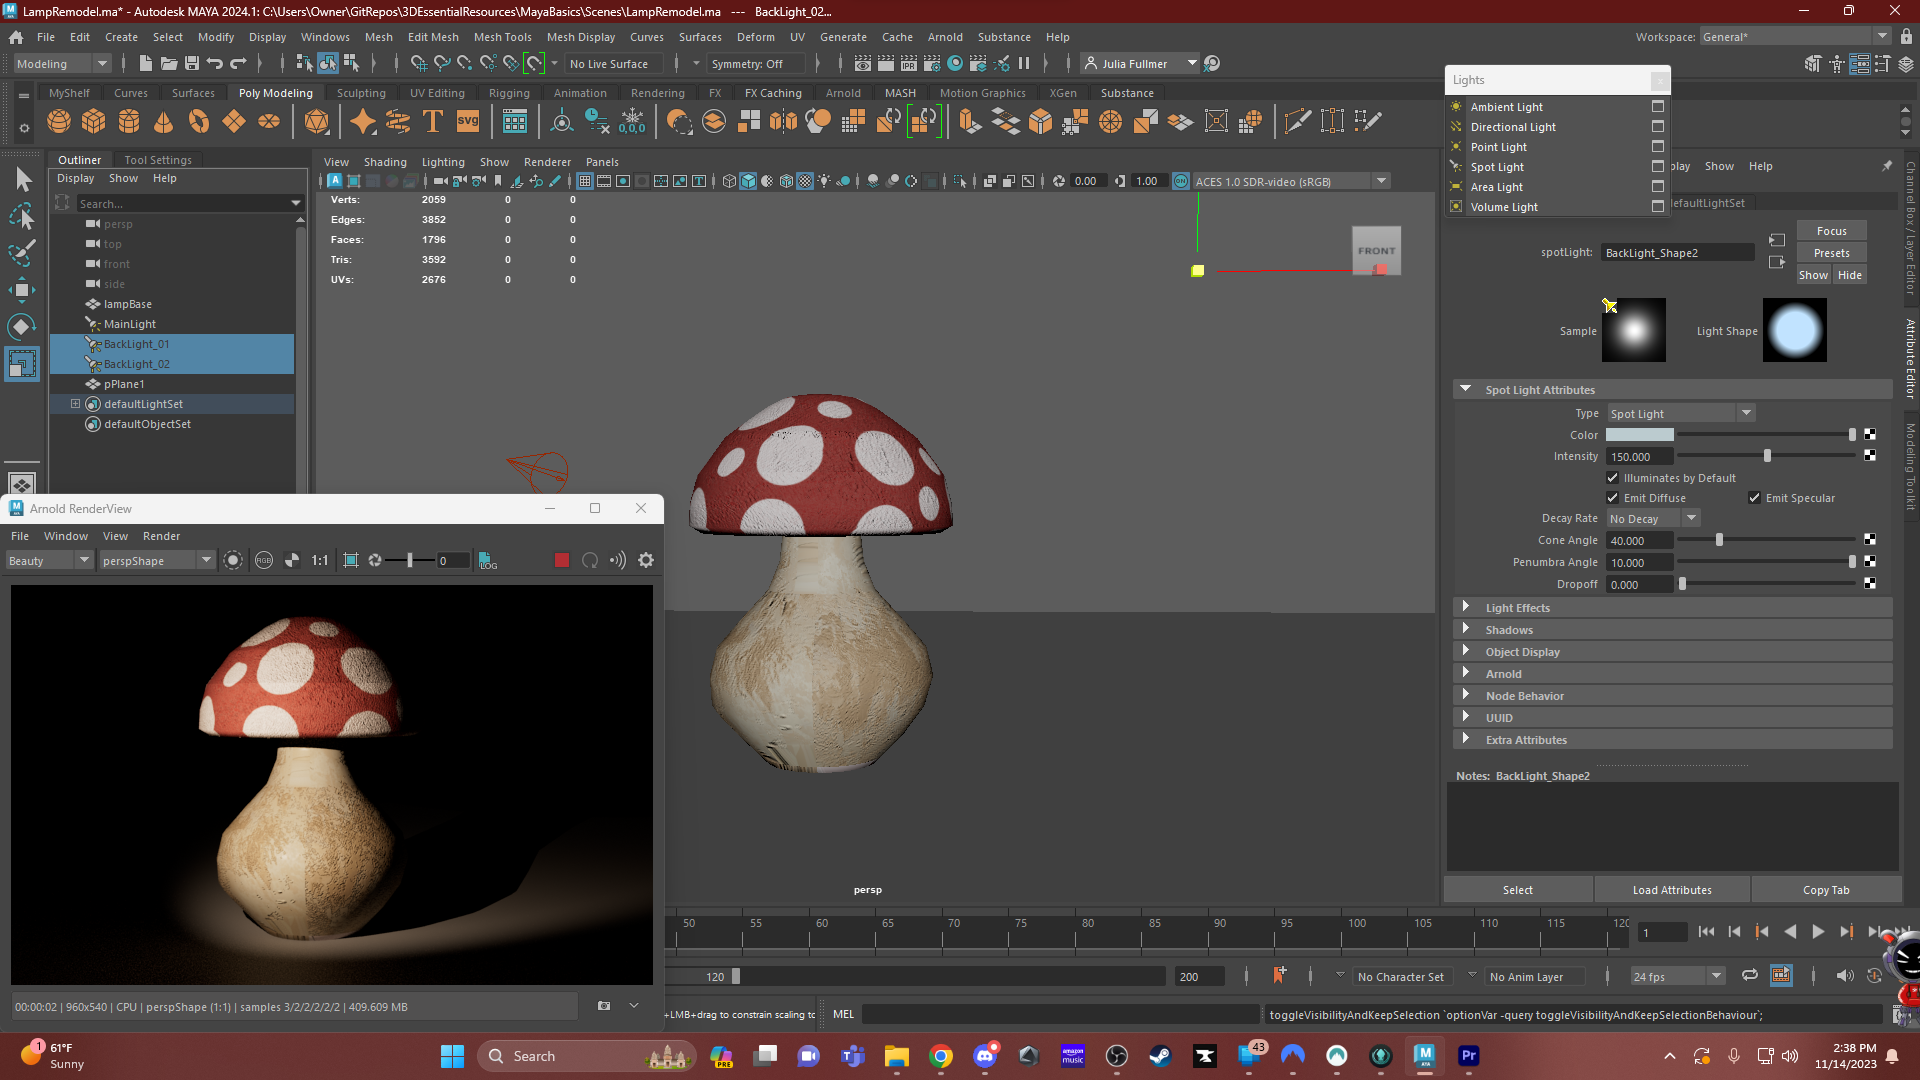 LampRemodel.ma* - Autodesk MAYA 2024.1: C:\Users\Owner\GitRepos\3DEssentialResources\MayaBasics\Scenes\LampRemodel.ma --- BackLight_02...
File Edit Create Select Modify Display Windows Mesh Edit Mesh Mesh Tools Mesh Display Curves Surfaces Deform UV Generate Cache Arnold Substance Help
Workspace: General*
Modeling No Live Surface Symmetry: Off Julia Fullmer
MyShelf Curves Surfaces Poly Modeling Sculpting UV Editing Rigging Animation Rendering FX FX Caching Arnold MASH Motion Graphics XGen Substance
Lights
Ambient Light
Directional Light
Point Light
Spot Light
Area Light
Volume Light
Outliner Tool Settings
Display Show Help
Search...
persp
top
front
side
lampBase
MainLight
BackLight_01
BackLight_02
pPlane1
defaultLightSet
defaultObjectSet
View Shading Lighting Show Renderer Panels
0.00 1.00 ACES 1.0 SDR-video (sRGB)
Verts: 2059 0 0
Edges: 3852 0 0
Faces: 1796 0 0
Tris: 3592 0 0
UVs: 2676 0 0
FRONT
persp
play Show Help
defaultLightSet
spotLight: BackLight_Shape2
Focus
Presets
Show Hide
Sample Light Shape
Spot Light Attributes
Type Spot Light
Color
Intensity 150.000
Illuminates by Default
Emit Diffuse Emit Specular
Decay Rate No Decay
Cone Angle 40.000
Penumbra Angle 10.000
Dropoff 0.000
Light Effects
Shadows
Object Display
Arnold
Node Behavior
UUID
Extra Attributes
Notes: BackLight_Shape2
Select Load Attributes Copy Tab
Channel Box / Layer Editor
Attribute Editor
Modeling Toolkit
Arnold RenderView
File Window View Render
Beauty perspShape 1:1 0 LOG
00:00:02 | 960x540 | CPU | perspShape (1:1) | samples 3/2/2/2/2/2 | 409.609 MB
50 55 60 65 70 75 80 85 90 95 100 105 110 115 120
1
120 200 No Character Set No Anim Layer 24 fps
+LMB+drag to constrain scaling to MEL toggleVisibilityAndKeepSelection `optionVar -query toggleVisibilityAndKeepSelectionBehaviour`;
1 61°F
Sunny
Search
PRE
amazon music
43
Pr
2:38 PM
11/14/2023